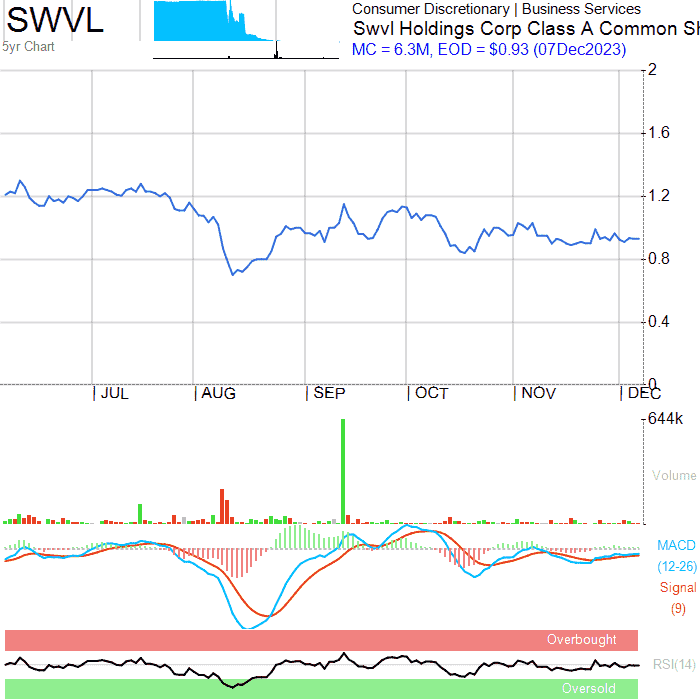 SWVL
5yr Chart
Consumer Discretionary | Business Services
Swvl Holdings Corp Class A Common Sh
MC = 6.3M, EOD = $0.93 (07Dec2023)
2
1.6
1.2
0.8
0.4
0
JUL AUG SEP OCT NOV DEC
644k
Volume
MACD
(12-26)
Signal
(9)
Overbought
RSI(14)
Oversold